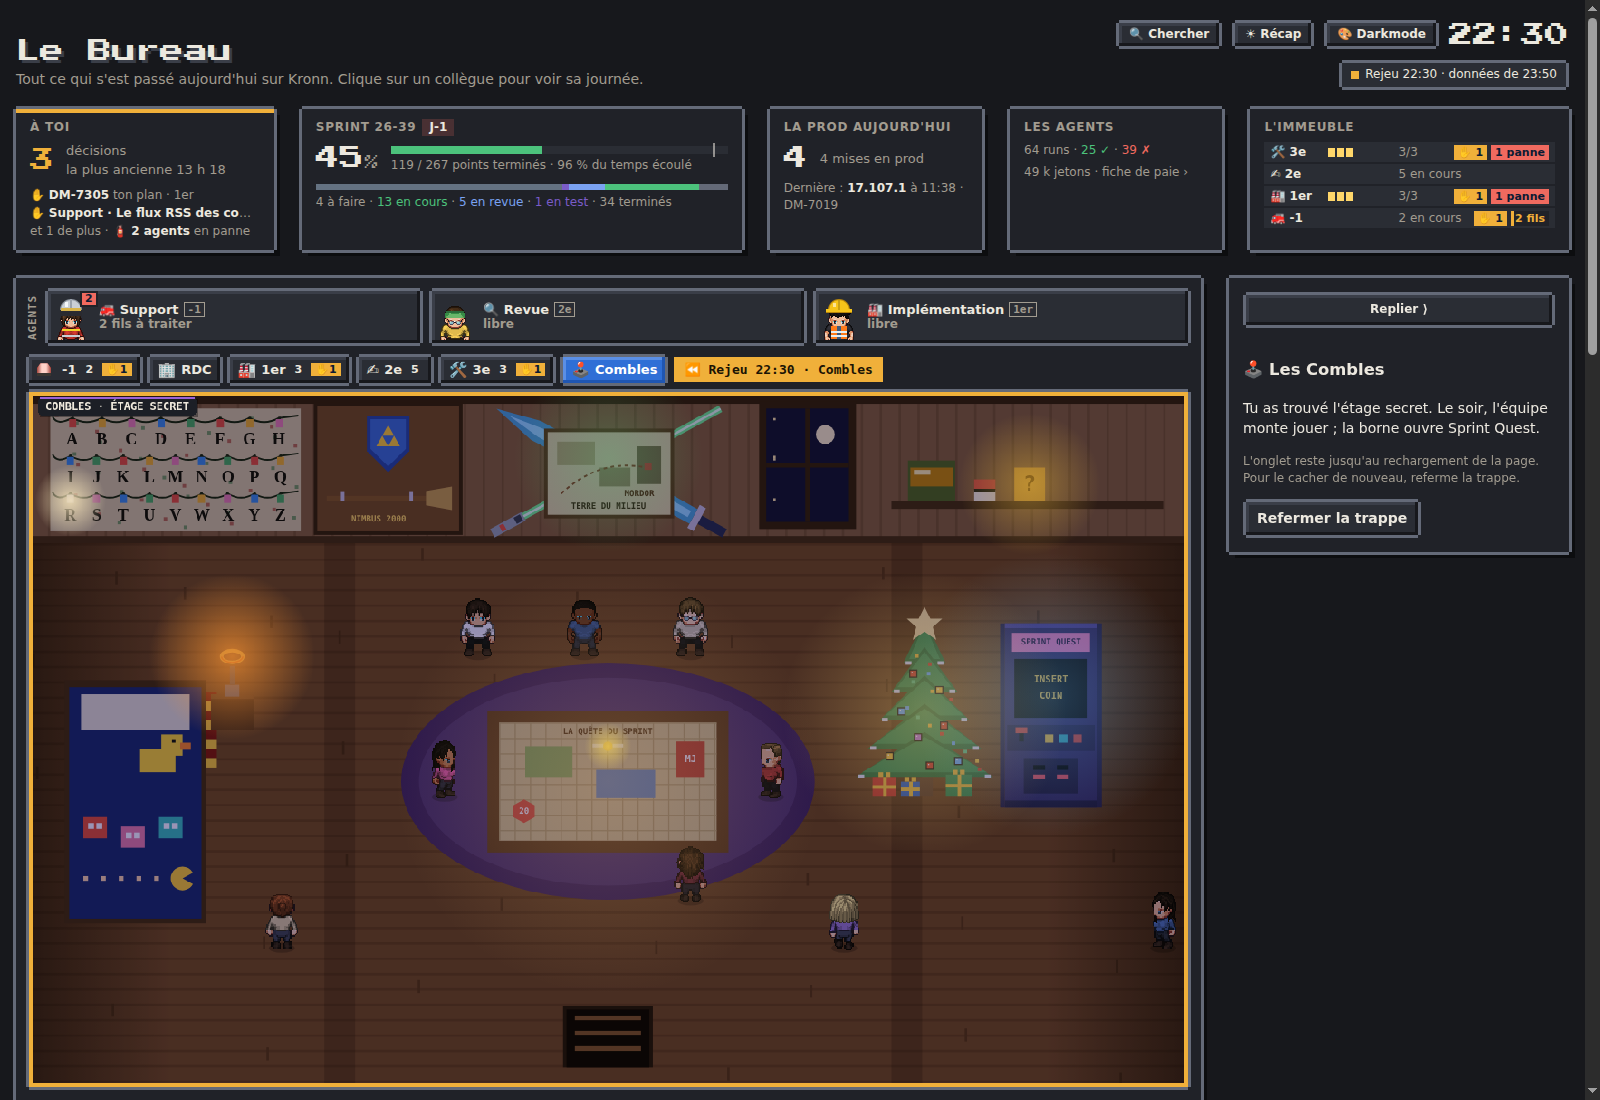 Le Bureau
Tout ce qui s'est passé aujourd'hui sur Kronn. Clique sur un collègue pour voir sa journée.
🔍 Chercher
☀ Récap
🎨 Darkmode
22:30
Rejeu 22:30 · données de 23:50
À TOI
3
décisions
la plus ancienne 13 h 18
✋ DM-7305 ton plan · 1er
✋ Support · Le flux RSS des co…
et 1 de plus · 🧯 2 agents en panne
SPRINT 26-39 J-1
45%
119 / 267 points terminés · 96 % du temps écoulé
4 à faire · 13 en cours · 5 en revue · 1 en test · 34 terminés
LA PROD AUJOURD'HUI
4 4 mises en prod
Dernière : 17.107.1 à 11:38 ·
DM-7019
LES AGENTS
64 runs · 25 ✓ · 39 ✗
49 k jetons · fiche de paie ›
L'IMMEUBLE
🛠 3e 3/3 ✋ 1 1 panne
✍ 2e 5 en cours
🏭 1er 3/3 ✋ 1 1 panne
🚒 -1 2 en cours ✋ 1 2 fils
AGENTS
2
🚒 Support -1
2 fils à traiter
🔍 Revue 2e
libre
🏭 Implémentation 1er
libre
-1 2 ✋1
🏢 RDC
🏭 1er 3 ✋1
✍ 2e 5
🛠 3e 3 ✋1
🕹 Combles
⏪ Rejeu 22:30 · Combles
COMBLES · ÉTAGE SECRET
A B C D E F G H
I J K L M N O P Q
R S T U V W X Y Z
NIMBUS 2000
MORDOR
TERRE DU MILIEU
?
SPRINT QUEST
INSERT
COIN
LA QUÊTE DU SPRINT
MJ
20
Replier ⟩
🕹 Les Combles
Tu as trouvé l'étage secret. Le soir, l'équipe
monte jouer ; la borne ouvre Sprint Quest.
L'onglet reste jusqu'au rechargement de la page.
Pour le cacher de nouveau, referme la trappe.
Refermer la trappe